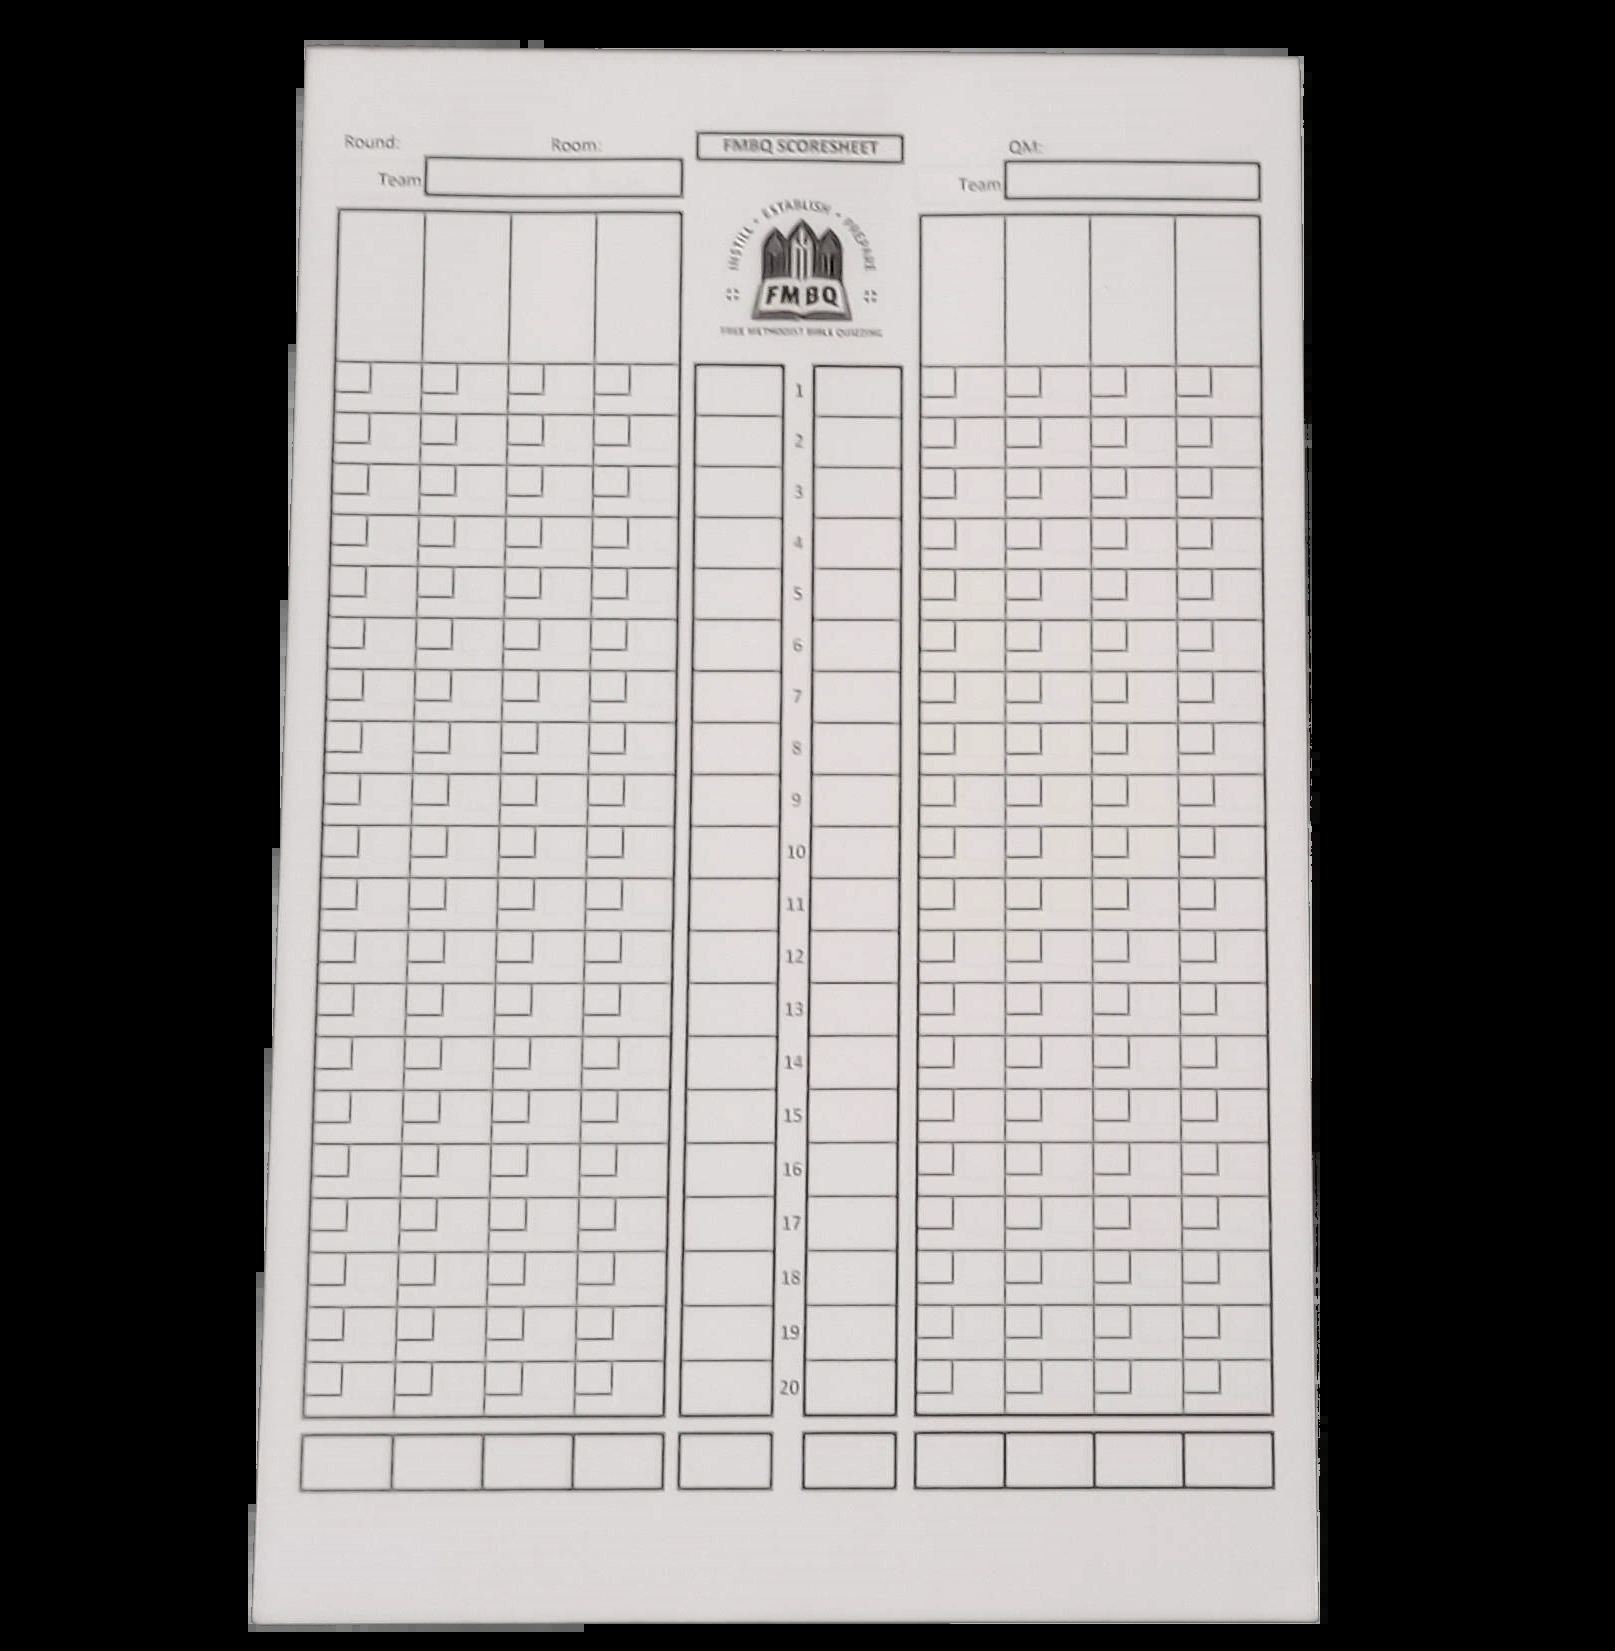 Round:
Room:
FMBQ SCORESHEET
QM:
Team
Team
INSTILL • ESTABLISH • PREPARE
FMBQ
FREE METHODIST BIBLE QUIZZING
1
2
3
4
5
6
7
8
9
10
11
12
13
14
15
16
17
18
19
20